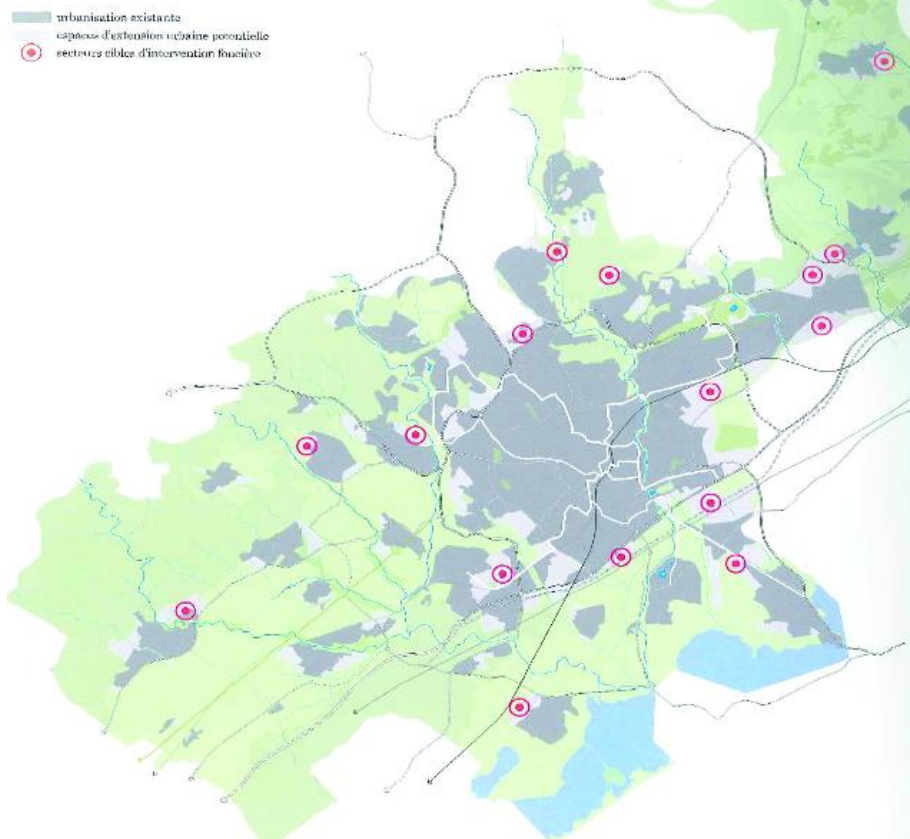 urbanisation existante
espaces d'extension urbaine potentielle
secteurs cibles d'intervention foncière